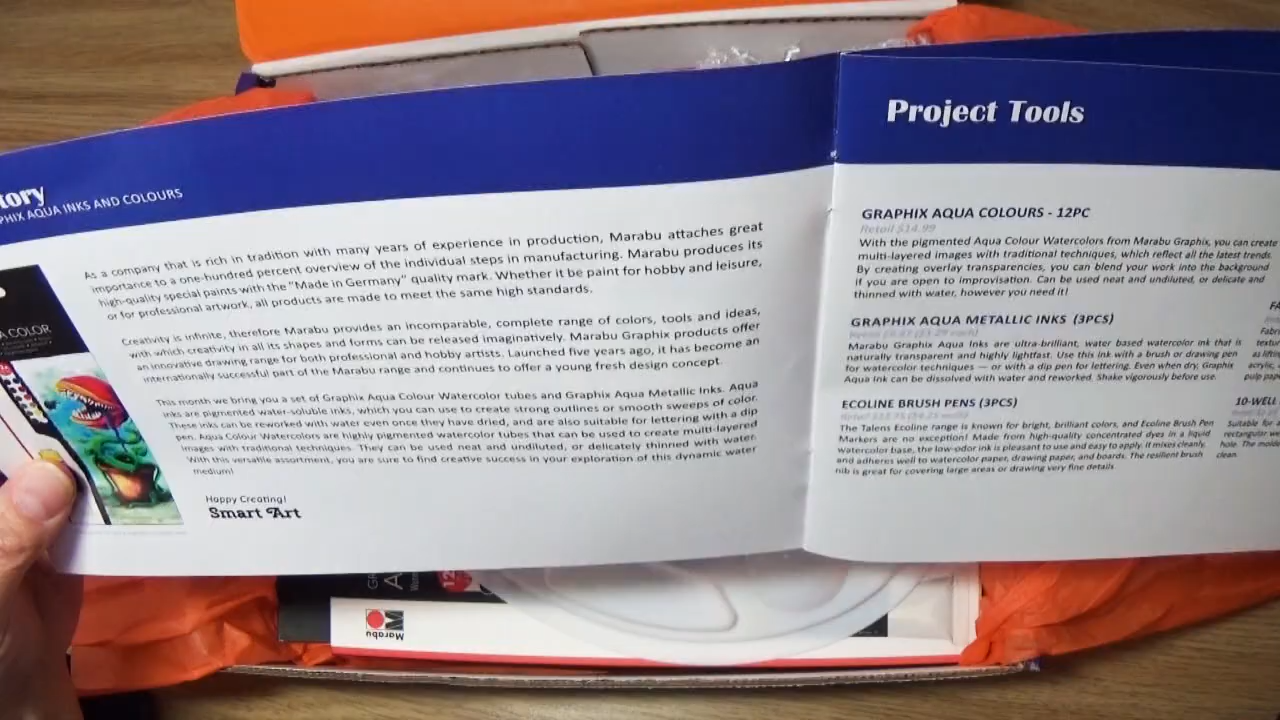 tory
PHIX AQUA INKS AND COLOURS
As a company that is rich in tradition with many years of experience in production, Marabu attaches great
importance to a one-hundred percent overview of the individual steps in manufacturing. Marabu produces its
high-quality special paints with the "Made in Germany" quality mark. Whether it be paint for hobby and leisure,
or for professional artwork, all products are made to meet the same high standards.
Creativity is infinite, therefore Marabu provides an incomparable, complete range of colors, tools and ideas,
with which creativity in all its shapes and forms can be released imaginatively. Marabu Graphix products offer
an innovative drawing range for both professional and hobby artists. Launched five years ago, it has become an
internationally successful part of the Marabu range and continues to offer a young fresh design concept.
This month we bring you a set of Graphix Aqua Colour Watercolor tubes and Graphix Aqua Metallic Inks. Aqua
inks are pigmented water-soluble inks, which you can use to create strong outlines or smooth sweeps of color.
These inks can be reworked with water even once they have dried, and are also suitable for lettering with a dip
pen. Aqua Colour Watercolors are highly pigmented watercolor tubes that can be used to create multi-layered
images with traditional techniques. They can be used neat and undiluted, or delicately thinned with water.
With this versatile assortment, you are sure to find creative success in your exploration of this dynamic water
medium!
Happy Creating!
Smart Art
A COLOR
Project Tools
GRAPHIX AQUA COLOURS - 12PC
Retail $14.99
With the pigmented Aqua Colour Watercolors from Marabu Graphix, you can create
multi-layered images with traditional techniques, which reflect all the latest trends.
By creating overlay transparencies, you can blend your work into the background
if you are open to improvisation. Can be used neat and undiluted, or delicate and
thinned with water, however you need it!
GRAPHIX AQUA METALLIC INKS (3PCS)
Marabu Graphix Aqua Inks are ultra-brilliant, water based watercolor ink that is
naturally transparent and highly lightfast. Use this ink with a brush or drawing pen
for watercolor techniques — or with a dip pen for lettering. Even when dry, Graphix
Aqua Ink can be dissolved with water and reworked. Shake vigorously before use.
ECOLINE BRUSH PENS (3PCS)
The Talens Ecoline range is known for bright, brilliant colors, and Ecoline Brush Pen
Markers are no exception! Made from high-quality concentrated dyes in a liquid
watercolor base, the low-odor ink is pleasant to use and easy to apply. It mixes cleanly,
and adheres well to watercolor paper, drawing paper, and boards. The resilient brush
nib is great for covering large areas or drawing very fine details
FA
Fabr
textur
as liftin
acrylic,
pulp pape
10-WELL
Suitable for a
rectangular we
hole. The moldi
clean.
GR
A
Wate
12
Marabu